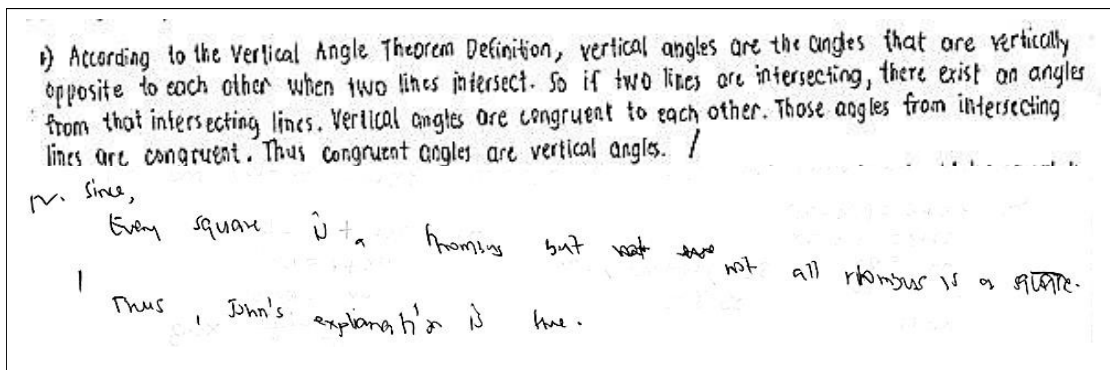 1) According to the Vertical Angle Theorem Definition, vertical angles are the angles that are vertically
opposite to each other when two lines intersect. So if two lines are intersecting, there exist an angles
from that intersecting lines. Vertical angles are congruent to each other. Those angles from intersecting
lines are congruent. Thus congruent angles are vertical angles. /
IV. Since,
Every square is a rhombus but not all rhombus is a square.
Thus, John's explanation is true.